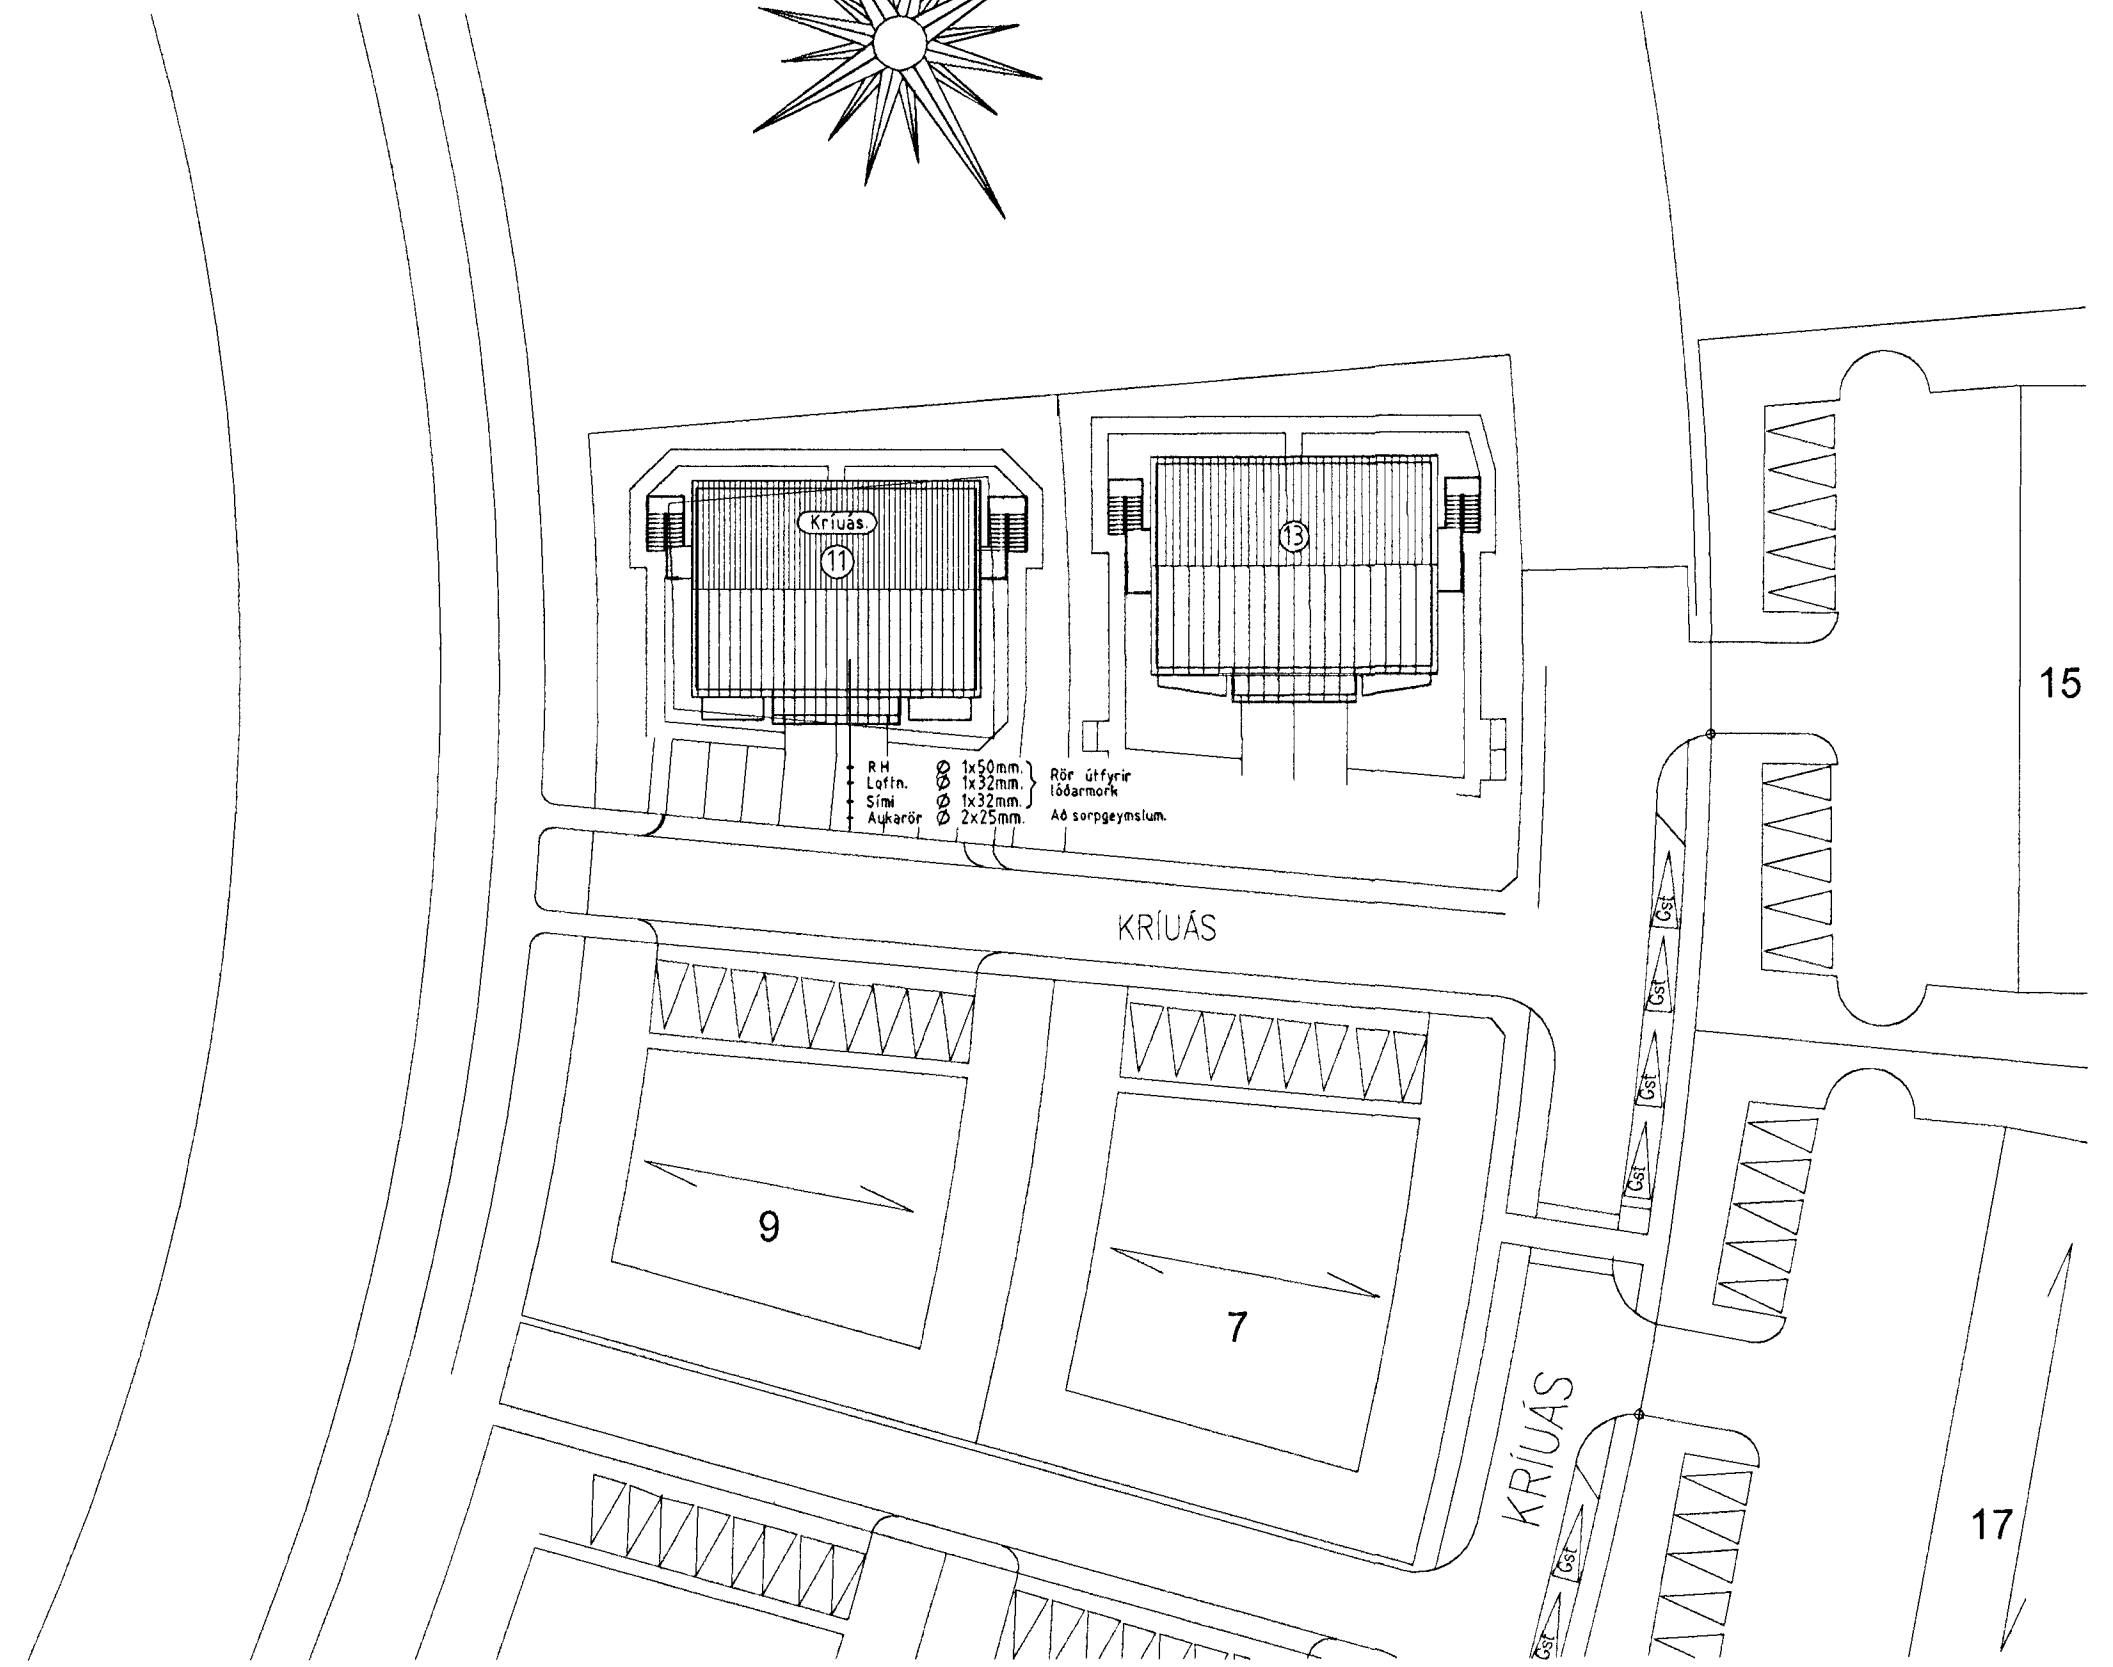 Kríuás.
11
13
15
RH Ø 1x50mm.
Loftn. Ø 1x32mm.
Sími Ø 1x32mm.
Rör útfyrir
lóðarmörk
Aukarör Ø 2x25mm. Að sorpgeymslum.
KRÍUÁS
Gst
Gst
Gst
Gst
9
7
KRÍUÁS
17
Gst
Gst